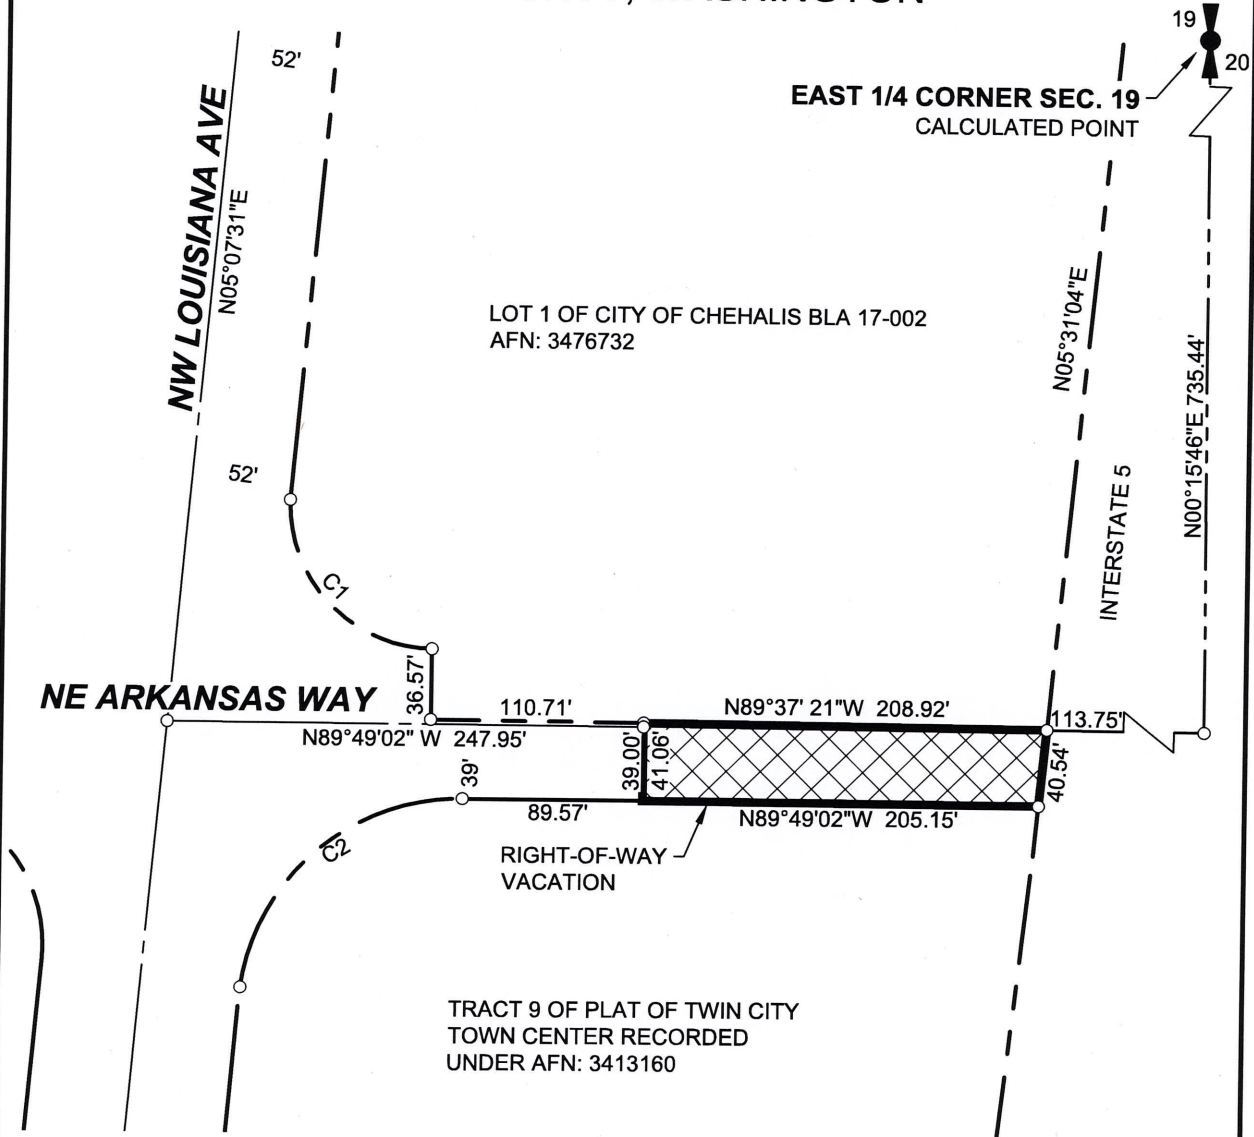 WASHINGTON
19
20
52'
EAST 1/4 CORNER SEC. 19
CALCULATED POINT
NW LOUISIANA AVE
N05°07'31"E
LOT 1 OF CITY OF CHEHALIS BLA 17-002
AFN: 3476732
N05°31'04"E
N00°15'46"E 735.44'
INTERSTATE 5
52'
C1
36.57'
NE ARKANSAS WAY
110.71'
N89°37' 21"W 208.92'
113.75'
N89°49'02" W 247.95'
39'
39.00'
41.06'
40.54'
89.57'
N89°49'02"W 205.15'
C2
RIGHT-OF-WAY
VACATION
TRACT 9 OF PLAT OF TWIN CITY
TOWN CENTER RECORDED
UNDER AFN: 3413160